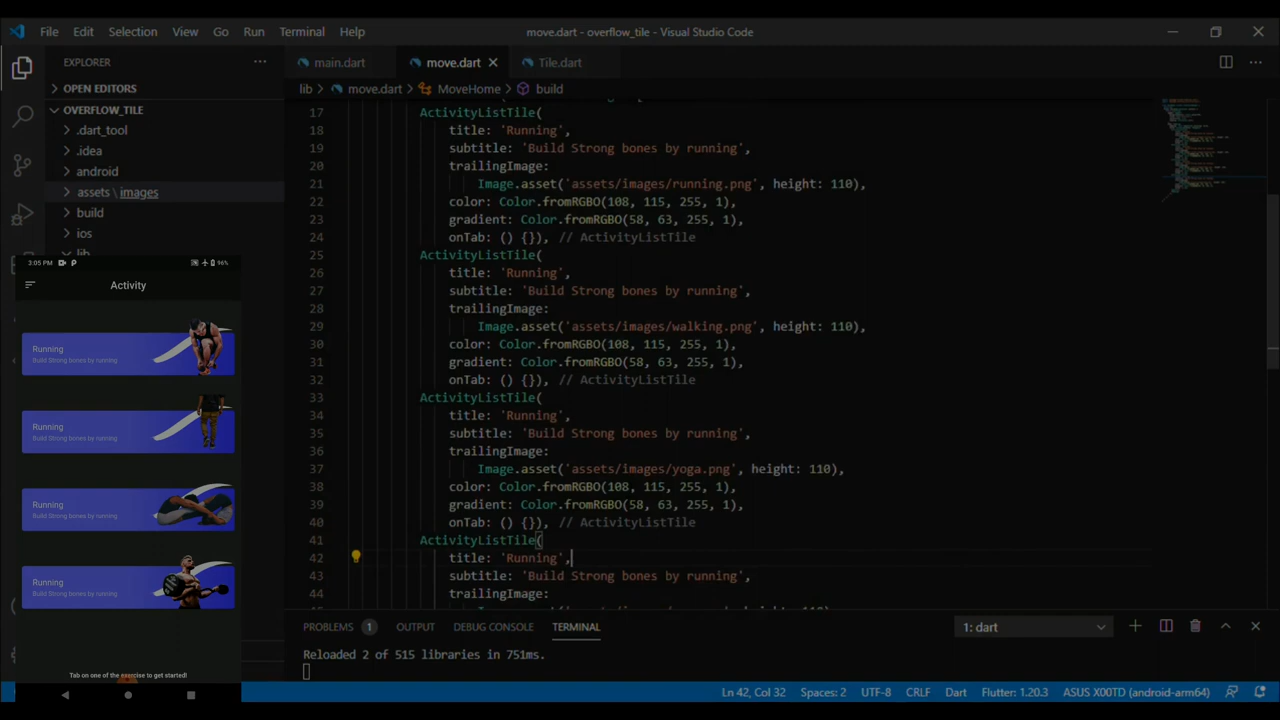 File Edit Selection View Go Run Terminal Help
move.dart - overflow_tile - Visual Studio Code
EXPLORER
main.dart
move.dart
Tile.dart
OPEN EDITORS
lib > move.dart > MoveHome > build
OVERFLOW_TILE
.dart_tool
.idea
android
assets \ images
build
ios
lib
17 ActivityListTile(
18 title: 'Running',
19 subtitle: 'Build Strong bones by running',
20 trailingImage:
21 Image.asset('assets/images/running.png', height: 110),
22 color: Color.fromRGBO(108, 115, 255, 1),
23 gradient: Color.fromRGBO(58, 63, 255, 1),
24 onTab: () {}), // ActivityListTile
25 ActivityListTile(
26 title: 'Running',
27 subtitle: 'Build Strong bones by running',
28 trailingImage:
29 Image.asset('assets/images/walking.png', height: 110),
30 color: Color.fromRGBO(108, 115, 255, 1),
31 gradient: Color.fromRGBO(58, 63, 255, 1),
32 onTab: () {}), // ActivityListTile
33 ActivityListTile(
34 title: 'Running',
35 subtitle: 'Build Strong bones by running',
36 trailingImage:
37 Image.asset('assets/images/yoga.png', height: 110),
38 color: Color.fromRGBO(108, 115, 255, 1),
39 gradient: Color.fromRGBO(58, 63, 255, 1),
40 onTab: () {}), // ActivityListTile
41 ActivityListTile(
42 title: 'Running',
43 subtitle: 'Build Strong bones by running',
44 trailingImage:
3:05 PM 96%
Activity
Running
Build Strong bones by running
Running
Build Strong bones by running
Running
Build Strong bones by running
Running
Build Strong bones by running
Tab on one of the exercise to get started!
PROBLEMS 1 OUTPUT DEBUG CONSOLE TERMINAL
1: dart
Reloaded 2 of 515 libraries in 751ms.
Ln 42, Col 32 Spaces: 2 UTF-8 CRLF Dart Flutter: 1.20.3 ASUS X00TD (android-arm64)